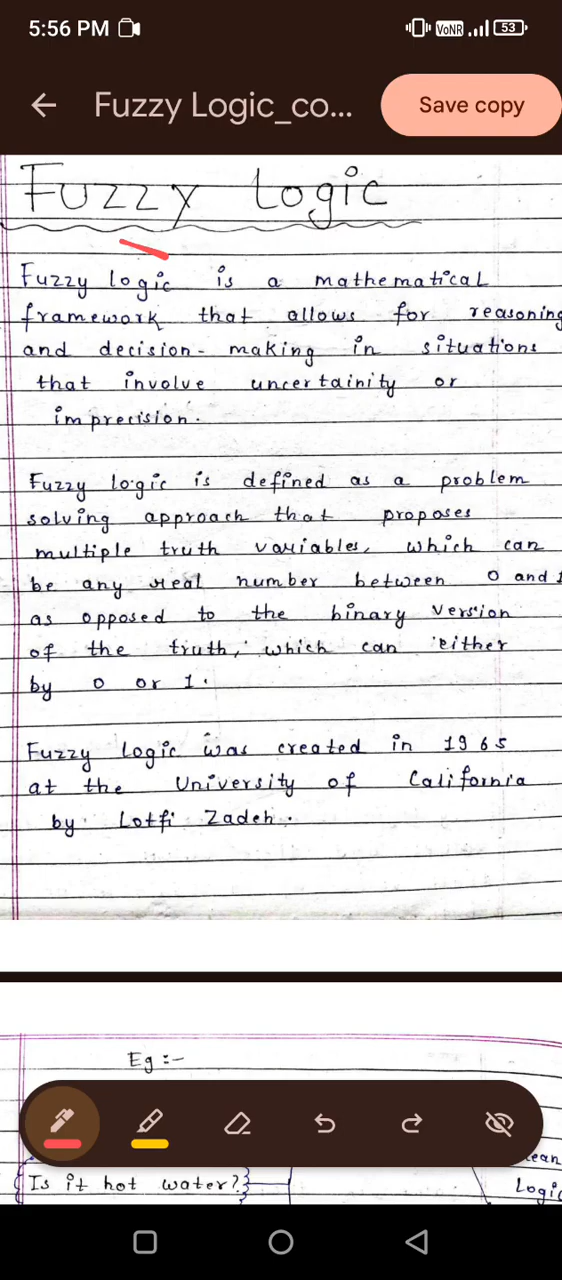 5:56 PM VoNR 53
Fuzzy Logic_co... Save copy
Fuzzy Logic
Fuzzy logic is a mathematical
framework that allows for reasoning
and decision-making in situations
that involve uncertainity or
imprecision.
Fuzzy logic is defined as a problem
solving approach that proposes
multiple truth variables, which can
be any real number between 0 and 1
as opposed to the binary version
of the truth, which can either
by 0 or 1.
Fuzzy Logic was created in 1965
at the University of California
by Lotfi Zadeh.
Eg :-
Is it hot water?